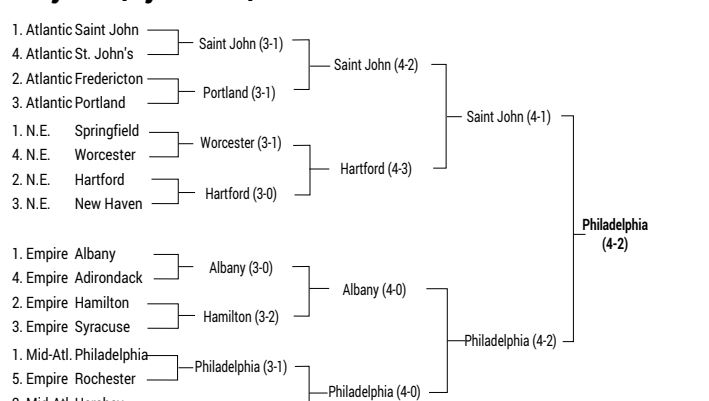 1. Atlantic Saint John
4. Atlantic St. John's
2. Atlantic Fredericton
3. Atlantic Portland
1. N.E. Springfield
4. N.E. Worcester
2. N.E. Hartford
3. N.E. New Haven
1. Empire Albany
4. Empire Adirondack
2. Empire Hamilton
3. Empire Syracuse
1. Mid-Atl. Philadelphia
5. Empire Rochester
Saint John (3-1)
Portland (3-1)
Worcester (3-1)
Hartford (3-0)
Albany (3-0)
Hamilton (3-2)
Philadelphia (3-1)
Saint John (4-2)
Hartford (4-3)
Albany (4-0)
Philadelphia (4-0)
Saint John (4-1)
Philadelphia (4-2)
Philadelphia
(4-2)